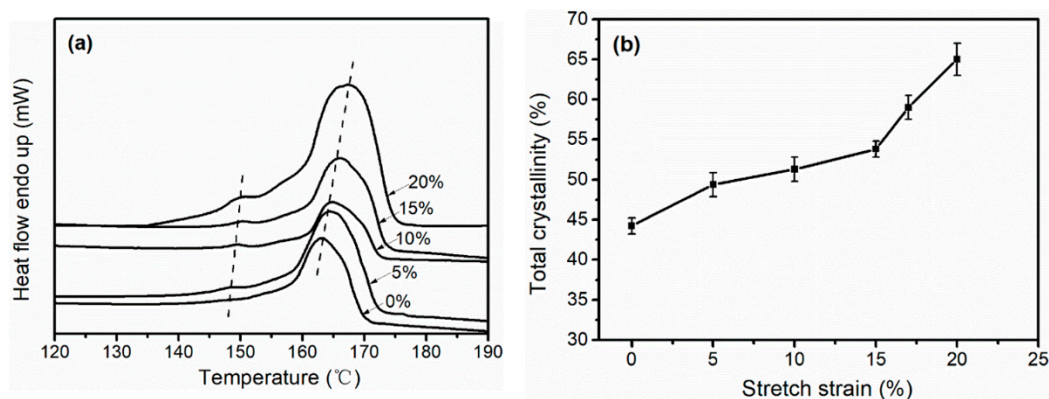 (a)
Heat flow endo up (mW)
20%
15%
10%
5%
0%
120 130 140 150 160 170 180 190
Temperature (℃)
(b)
Total crystallinity (%)
70
65
60
55
50
45
40
35
30
0 5 10 15 20 25
Stretch strain (%)